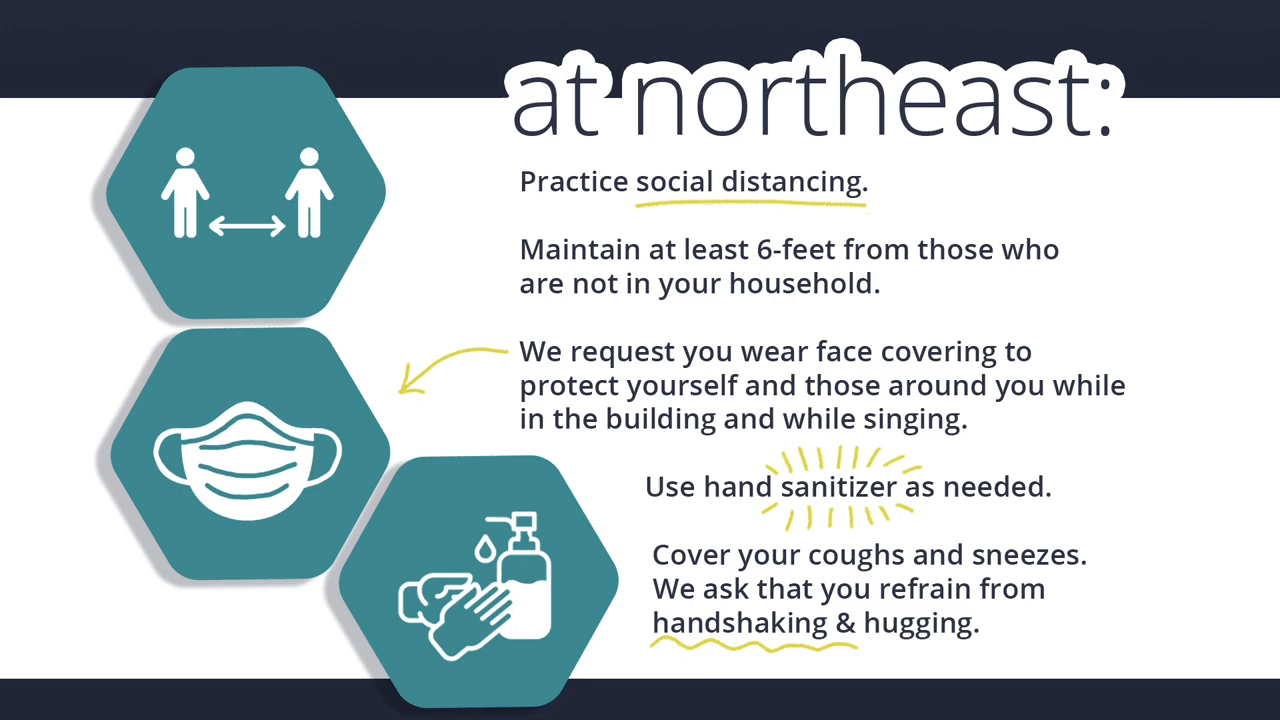 at northeast:
Practice social distancing.
Maintain at least 6-feet from those who
are not in your household.
We request you wear face covering to
protect yourself and those around you while
in the building and while singing.
Use hand sanitizer as needed.
Cover your coughs and sneezes.
We ask that you refrain from
handshaking & hugging.